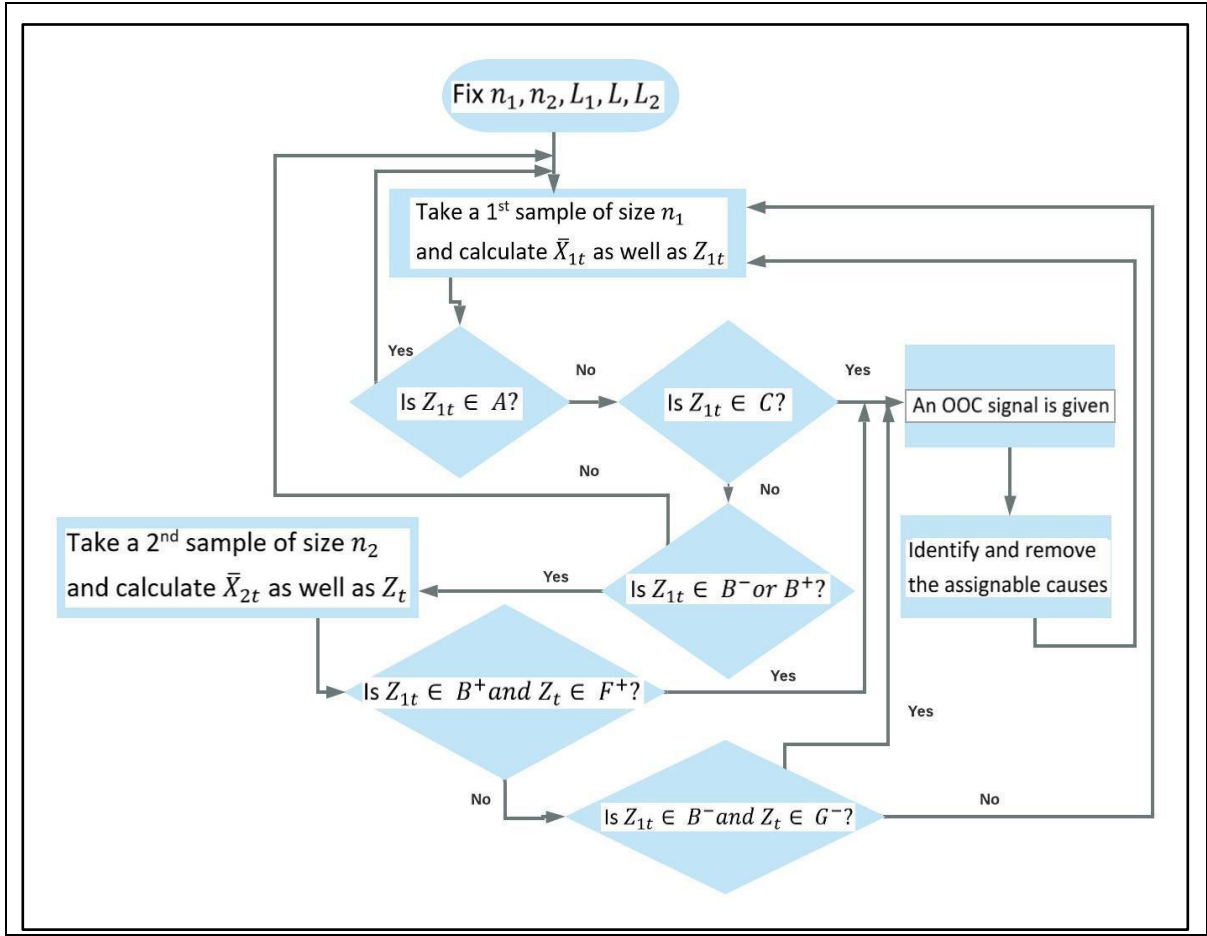 Fix n₁, n₂, L₁, L, L₂
Take a 1st sample of size n₁
and calculate X̄₁ₜ as well as Z₁ₜ
Yes
Is Z₁ₜ ∈ A?
No
Is Z₁ₜ ∈ C?
Yes
An OOC signal is given
No
No
Identify and remove
the assignable causes
Take a 2nd sample of size n₂
and calculate X̄₂ₜ as well as Zₜ
Yes
Is Z₁ₜ ∈ B⁻ or B⁺?
Is Z₁ₜ ∈ B⁺ and Zₜ ∈ F⁺?
Yes
Yes
No
Is Z₁ₜ ∈ B⁻ and Zₜ ∈ G⁻?
No